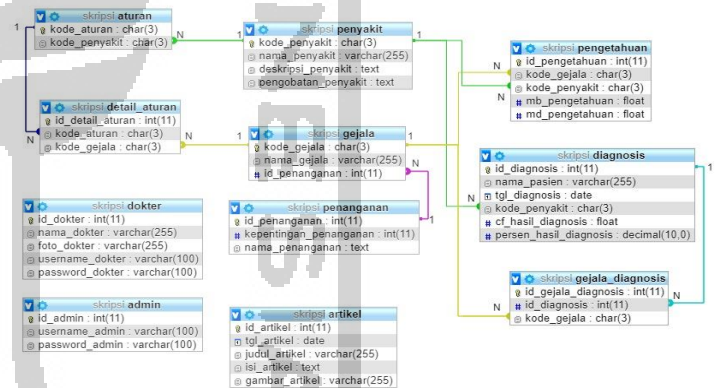 skripsi aturan
kode_aturan : char(3)
kode_penyakit : char(3)
skripsi penyakit
kode_penyakit : char(3)
nama_penyakit : varchar(255)
deskripsi_penyakit : text
pengobatan_penyakit : text
skripsi pengetahuan
id_pengetahuan : int(11)
kode_gejala : char(3)
kode_penyakit : char(3)
# mb_pengetahuan : float
# md_pengetahuan : float
skripsi detail_aturan
id_detail_aturan : int(11)
kode_aturan : char(3)
kode_gejala : char(3)
skripsi gejala
kode_gejala : char(3)
nama_gejala : varchar(255)
# id_penanganan : int(11)
skripsi diagnosis
id_diagnosis : int(11)
nama_pasien : varchar(255)
tgl_diagnosis : date
kode_penyakit : char(3)
# cf_hasil_diagnosis : float
# persen_hasil_diagnosis : decimal(10,0)
skripsi dokter
id_dokter : int(11)
nama_dokter : varchar(255)
foto_dokter : varchar(255)
username_dokter : varchar(100)
password_dokter : varchar(100)
skripsi penanganan
id_penanganan : int(11)
# kepentingan_penanganan : int(11)
nama_penanganan : text
skripsi gejala_diagnosis
id_gejala_diagnosis : int(11)
# id_diagnosis : int(11)
kode_gejala : char(3)
skripsi admin
id_admin : int(11)
username_admin : varchar(100)
password_admin : varchar(100)
skripsi artikel
id_artikel : int(11)
tgl_artikel : date
judul_artikel : varchar(255)
isi_artikel : text
gambar_artikel : varchar(255)
1
N
1
1
N
N
N
N
1
1
N
1
N
1
N
N